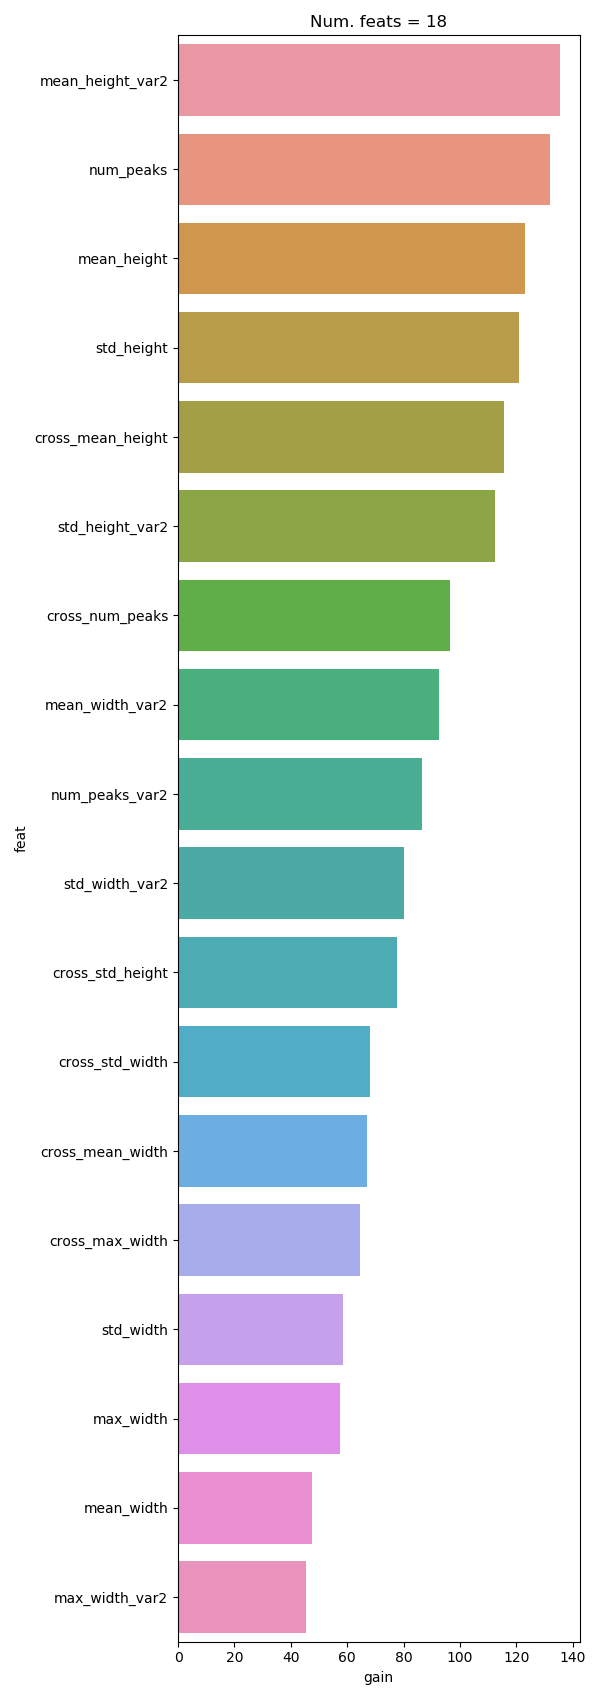 Num. feats = 18
mean_height_var2
num_peaks
mean_height
std_height
cross_mean_height
std_height_var2
cross_num_peaks
mean_width_var2
num_peaks_var2
feat
std_width_var2
cross_std_height
cross_std_width
cross_mean_width
cross_max_width
std_width
max_width
mean_width
max_width_var2
0 20 40 60 80 100 120 140
gain